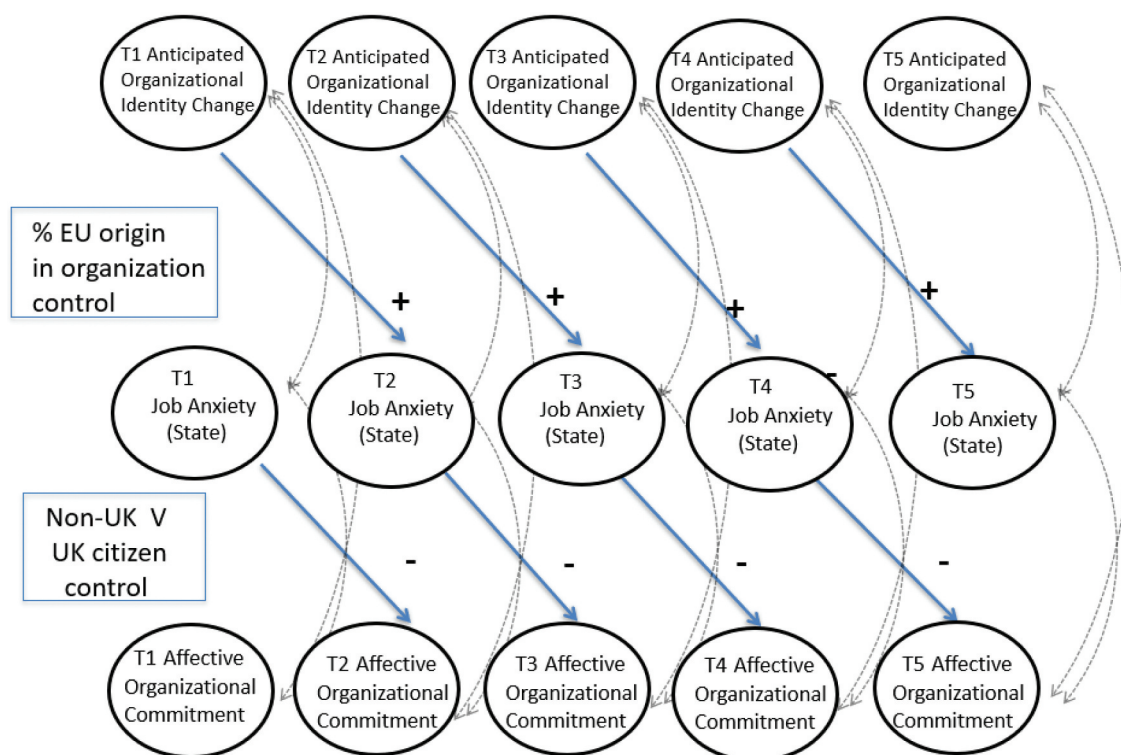 T1 Anticipated
Organizational
Identity Change
T2 Anticipated
Organizational
Identity Change
T3 Anticipated
Organizational
Identity Change
T4 Anticipated
Organizational
Identity Change
T5 Anticipated
Organizational
Identity Change
% EU origin
in organization
control
+
+
+
+
T1
Job Anxiety
(State)
T2
Job Anxiety
(State)
T3
Job Anxiety
(State)
T4
Job Anxiety
(State)
-
T5
Job Anxiety
(State)
Non-UK V
UK citizen
control
-
-
-
-
T1 Affective
Organizational
Commitment
T2 Affective
Organizational
Commitment
T3 Affective
Organizational
Commitment
T4 Affective
Organizational
Commitment
T5 Affective
Organizational
Commitment